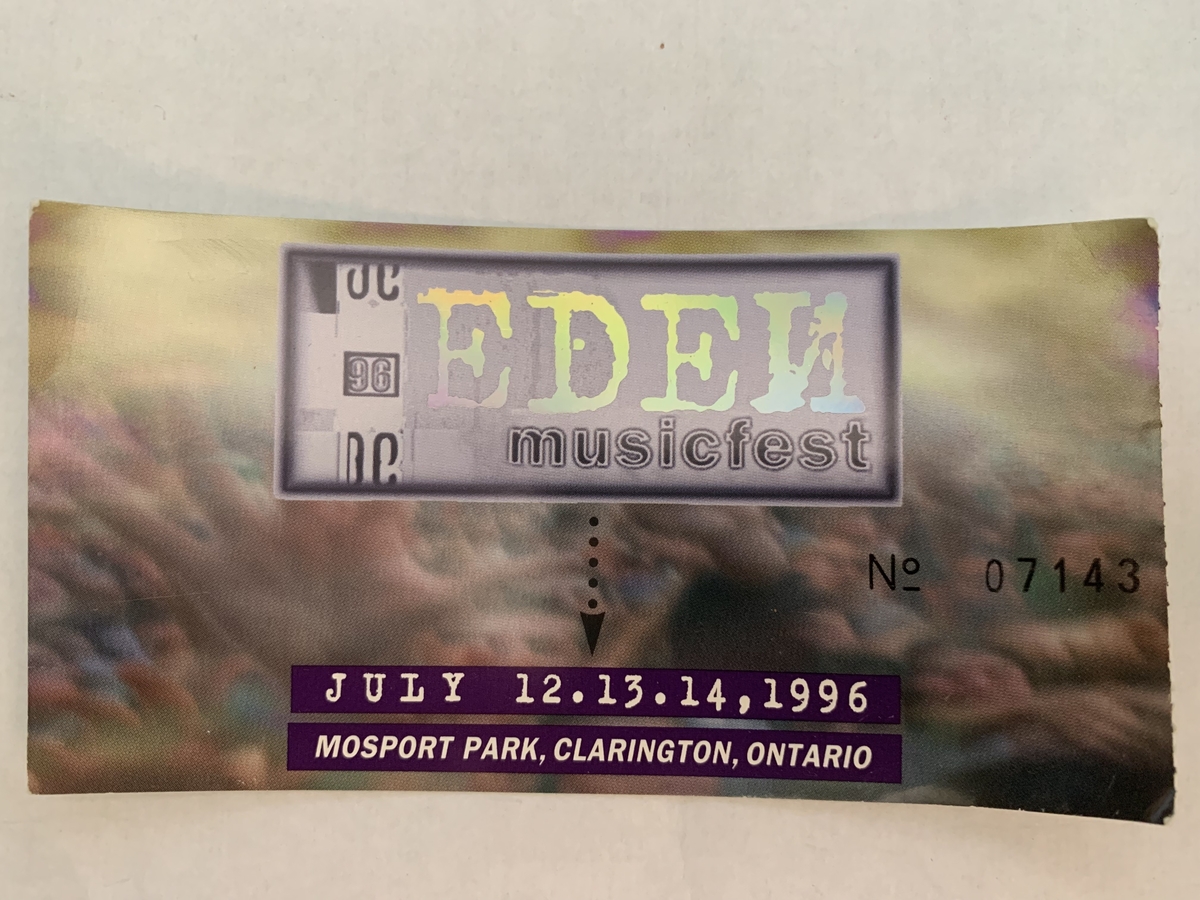 96
EDEN
musicfest
Nº 07143
JULY 12.13.14,1996
MOSPORT PARK, CLARINGTON, ONTARIO